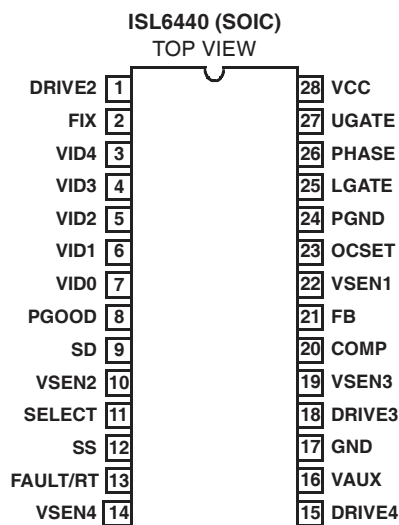 ISL6440 (SOIC)
TOP VIEW
DRIVE2 1 28 VCC
FIX 2 27 UGATE
VID4 3 26 PHASE
VID3 4 25 LGATE
VID2 5 24 PGND
VID1 6 23 OCSET
VID0 7 22 VSEN1
PGOOD 8 21 FB
SD 9 20 COMP
VSEN2 10 19 VSEN3
SELECT 11 18 DRIVE3
SS 12 17 GND
FAULT/RT 13 16 VAUX
VSEN4 14 15 DRIVE4